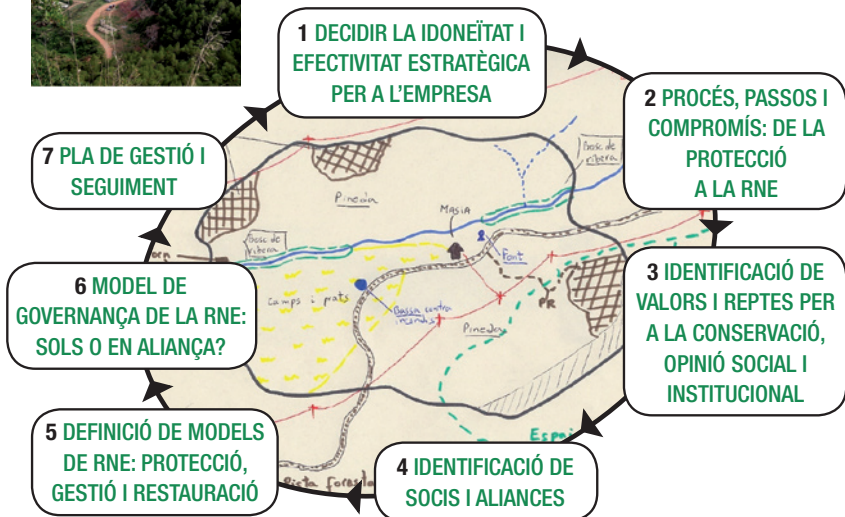 1 DECIDIR LA IDONEÏTAT I
EFECTIVITAT ESTRATÈGICA
PER A L'EMPRESA
2 PROCÉS, PASSOS I
COMPROMÍS: DE LA
PROTECCIÓ
A LA RNE
3 IDENTIFICACIÓ DE
VALORS I REPTES PER
A LA CONSERVACIÓ,
OPINIÓ SOCIAL I
INSTITUCIONAL
4 IDENTIFICACIÓ DE
SOCIS I ALIANCES
5 DEFINICIÓ DE MODELS
DE RNE: PROTECCIÓ,
GESTIÓ I RESTAURACIÓ
6 MODEL DE
GOVERNANÇA DE LA RNE:
SOLS O EN ALIANÇA?
7 PLA DE GESTIÓ I
SEGUIMENT
Bosc de
ribera
Pineda
MASIA
Bosc de
ribera
Font
Camps i prats
Bassa contra
incendis
PR
Pineda
Espai
Pista forestal